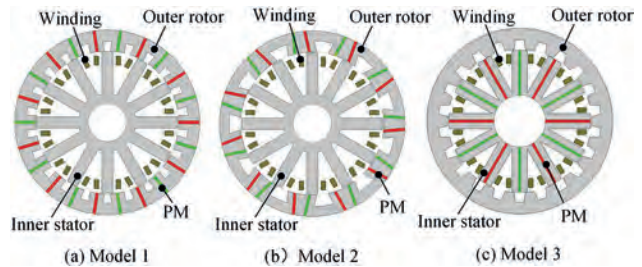 Winding Outer rotor
Winding Outer rotor
Winding Outer rotor
Inner stator PM
Inner stator PM
Inner stator PM
(a) Model 1
(b) Model 2
(c) Model 3